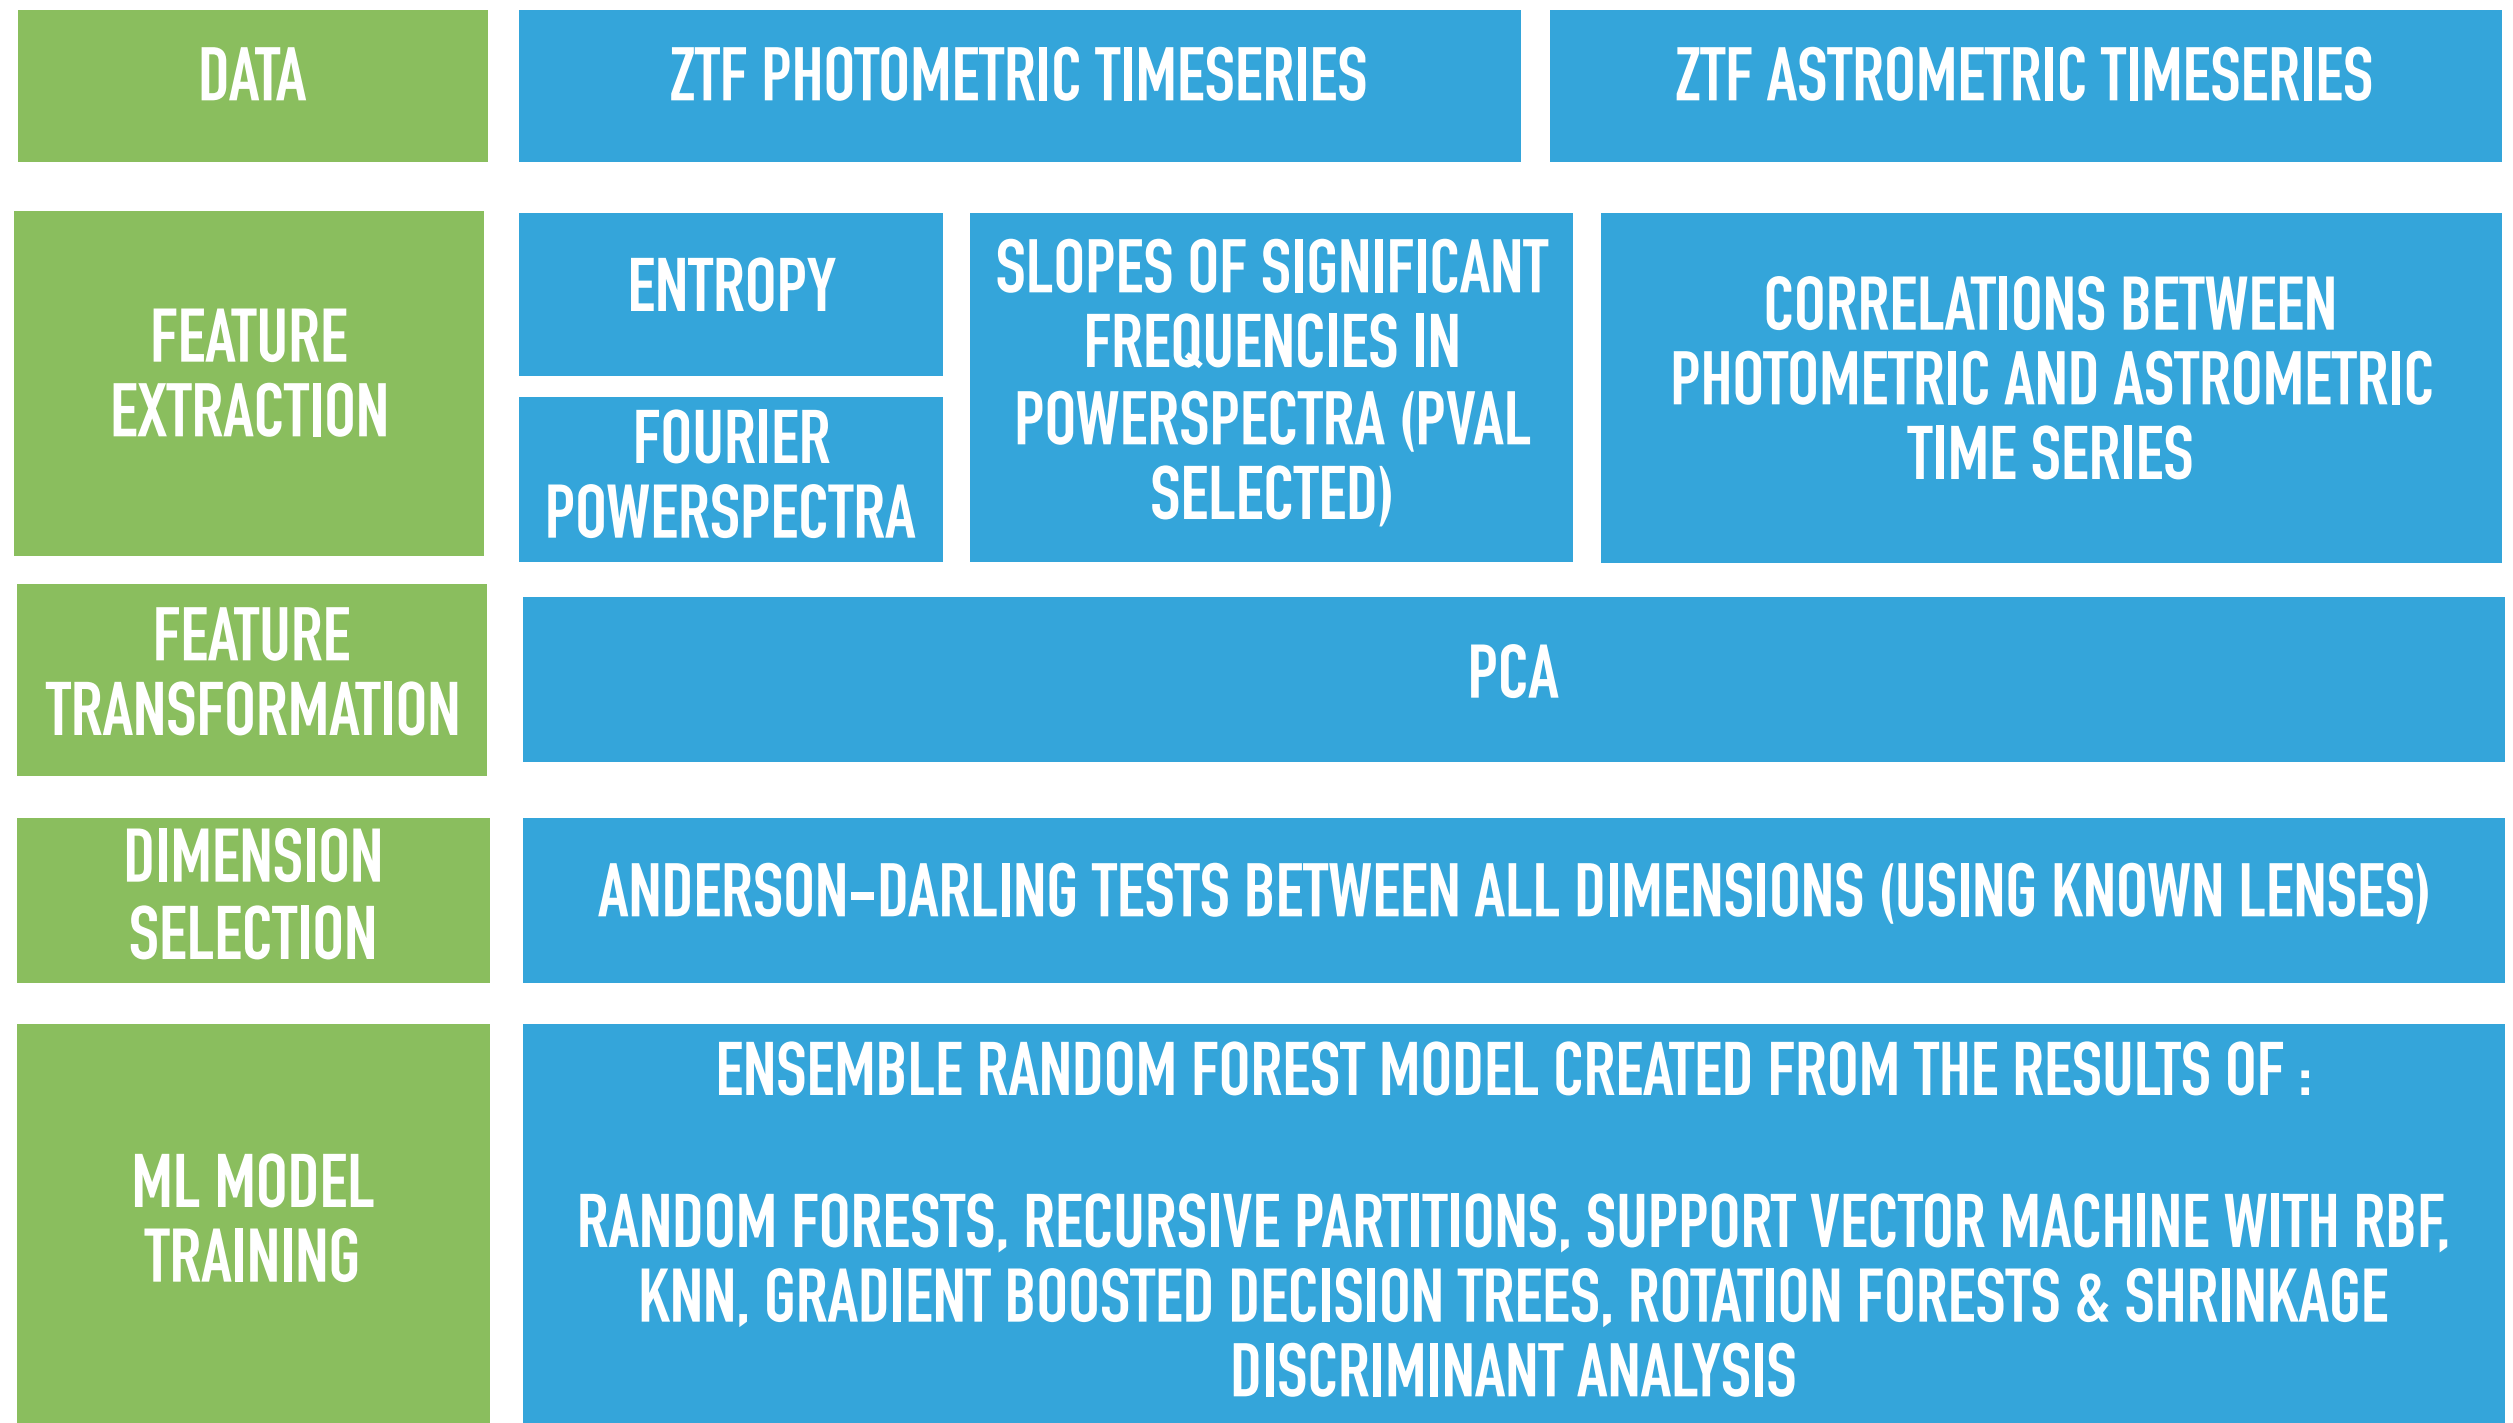 DATA
ZTF PHOTOMETRIC TIMESERIES
ZTF ASTROMETRIC TIMESERIES
FEATURE
EXTRACTION
ENTROPY
FOURIER
POWERSPECTRA
SLOPES OF SIGNIFICANT
FREQUENCIES IN
POWERSPECTRA (PVAL
SELECTED)
CORRELATIONS BETWEEN
PHOTOMETRIC AND ASTROMETRIC
TIME SERIES
FEATURE
TRANSFORMATION
PCA
DIMENSION
SELECTION
ANDERSON-DARLING TESTS BETWEEN ALL DIMENSIONS (USING KNOWN LENSES)
ML MODEL
TRAINING
ENSEMBLE RANDOM FOREST MODEL CREATED FROM THE RESULTS OF :
RANDOM FORESTS, RECURSIVE PARTITIONS, SUPPORT VECTOR MACHINE WITH RBF,
KNN, GRADIENT BOOSTED DECISION TREES, ROTATION FORESTS & SHRINKAGE
DISCRIMINANT ANALYSIS